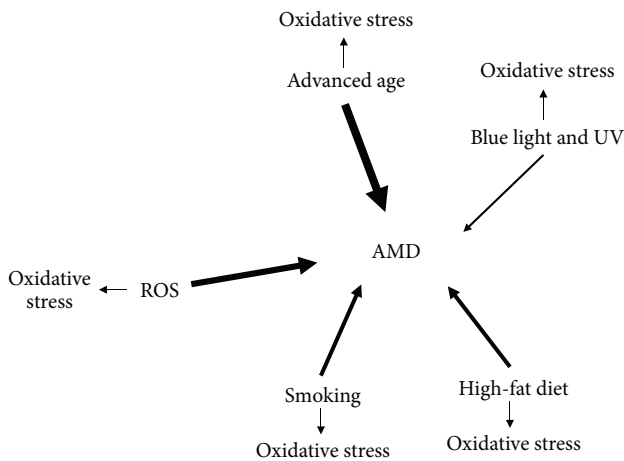 Oxidative stress
Advanced age
Oxidative stress
Blue light and UV
AMD
Oxidative
stress
ROS
Smoking
Oxidative stress
High-fat diet
Oxidative stress